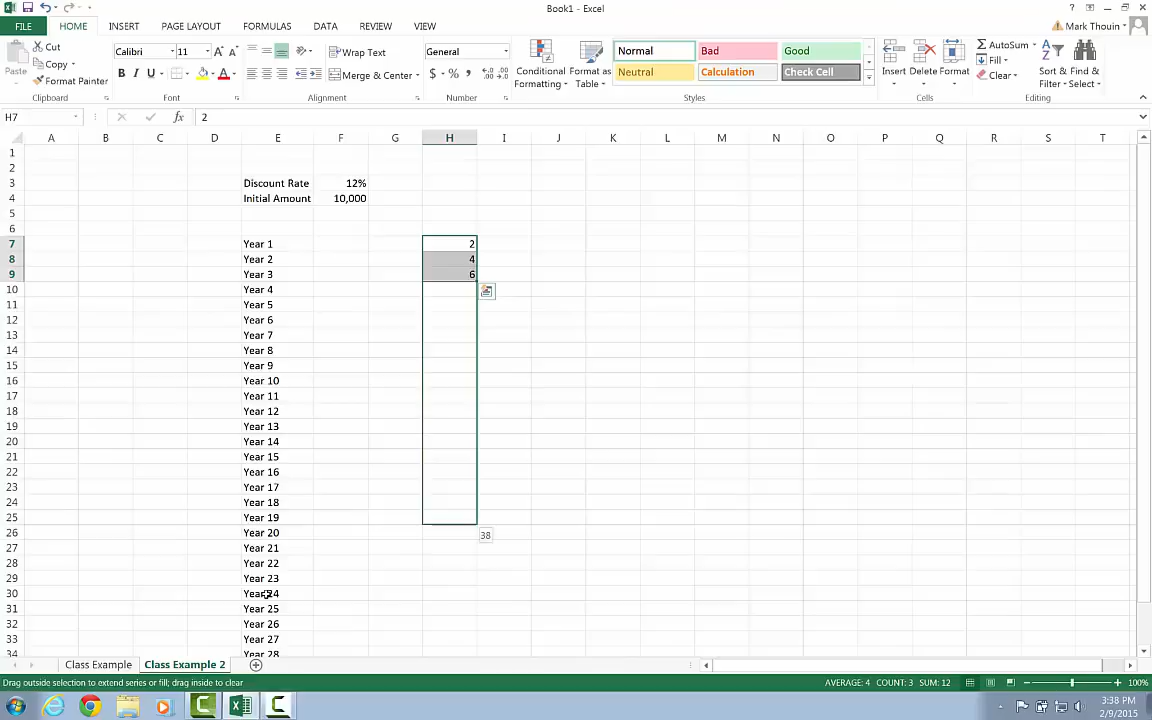 Book1 - Excel
FILE HOME INSERT PAGE LAYOUT FORMULAS DATA REVIEW VIEW Mark Thouin
Paste Cut Copy Format Painter Clipboard
Calibri 11 Font
Wrap Text Merge & Center Alignment
General $ % , Number
Conditional Formatting Format as Table
Normal Bad Good
Neutral Calculation Check Cell
Styles
Insert Delete Format Cells
AutoSum Fill Clear Sort & Filter Find & Select Editing
H7 fx 2
A B C D E F G H I J K L M N O P Q R S T
1
2
3 Discount Rate 12%
4 Initial Amount 10,000
5
6
7 Year 1 2
8 Year 2 4
9 Year 3 6
10 Year 4
11 Year 5
12 Year 6
13 Year 7
14 Year 8
15 Year 9
16 Year 10
17 Year 11
18 Year 12
19 Year 13
20 Year 14
21 Year 15
22 Year 16
23 Year 17
24 Year 18
25 Year 19
26 Year 20 38
27 Year 21
28 Year 22
29 Year 23
30 Year 24
31 Year 25
32 Year 26
33 Year 27
34 Year 28
Class Example Class Example 2
Drag outside selection to extend series or fill; drag inside to clear AVERAGE: 4 COUNT: 3 SUM: 12 100%
3:38 PM
2/9/2015